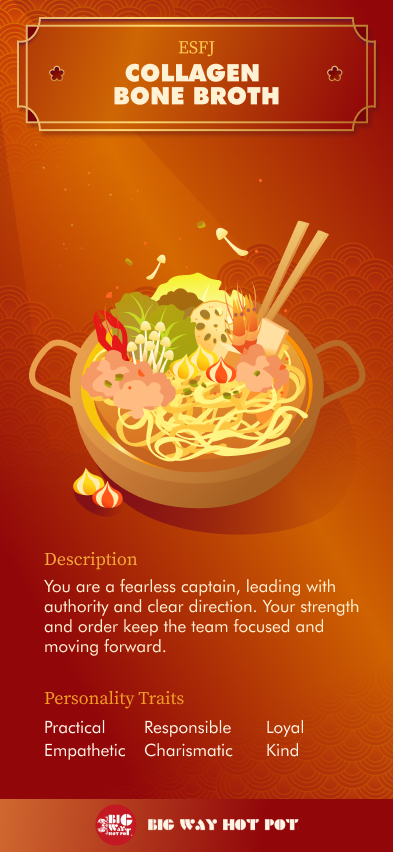 ESFJ
COLLAGEN
BONE BROTH
Description
You are a fearless captain, leading with
authority and clear direction. Your strength
and order keep the team focused and
moving forward.
Personality Traits
Practical Responsible Loyal
Empathetic Charismatic Kind
BIG
WAY
HOT POT
BIG WAY HOT POT